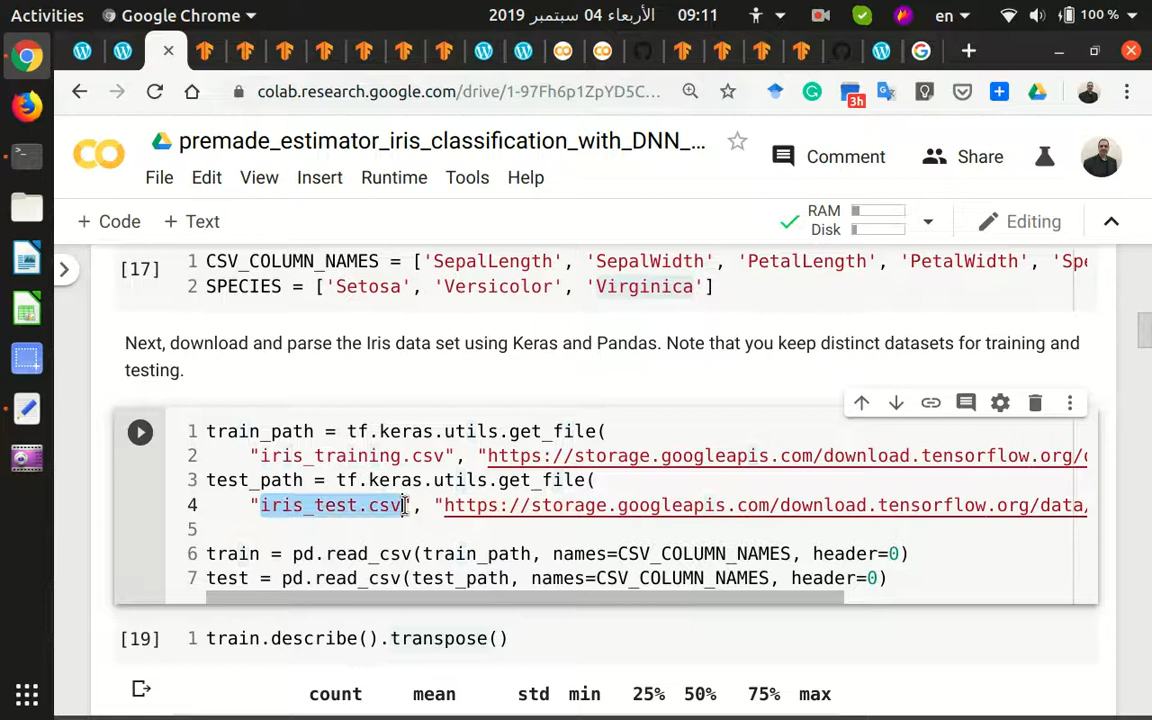 Activities Google Chrome ▾ الأربعاء 04 سبتمبر 2019 09:11 en ▾ 100 %
colab.research.google.com/drive/1-97Fh6p1ZpYD5C… 3h
premade_estimator_iris_classification_with_DNN_…
Comment Share
File Edit View Insert Runtime Tools Help
+ Code + Text RAM Disk Editing
[17] 1 CSV_COLUMN_NAMES = ['SepalLength', 'SepalWidth', 'PetalLength', 'PetalWidth', 'Spe
2 SPECIES = ['Setosa', 'Versicolor', 'Virginica']
Next, download and parse the Iris data set using Keras and Pandas. Note that you keep distinct datasets for training and
testing.
1 train_path = tf.keras.utils.get_file(
2 "iris_training.csv", "https://storage.googleapis.com/download.tensorflow.org/d
3 test_path = tf.keras.utils.get_file(
4 "iris_test.csv", "https://storage.googleapis.com/download.tensorflow.org/data/
5
6 train = pd.read_csv(train_path, names=CSV_COLUMN_NAMES, header=0)
7 test = pd.read_csv(test_path, names=CSV_COLUMN_NAMES, header=0)
[19] 1 train.describe().transpose()
count mean std min 25% 50% 75% max